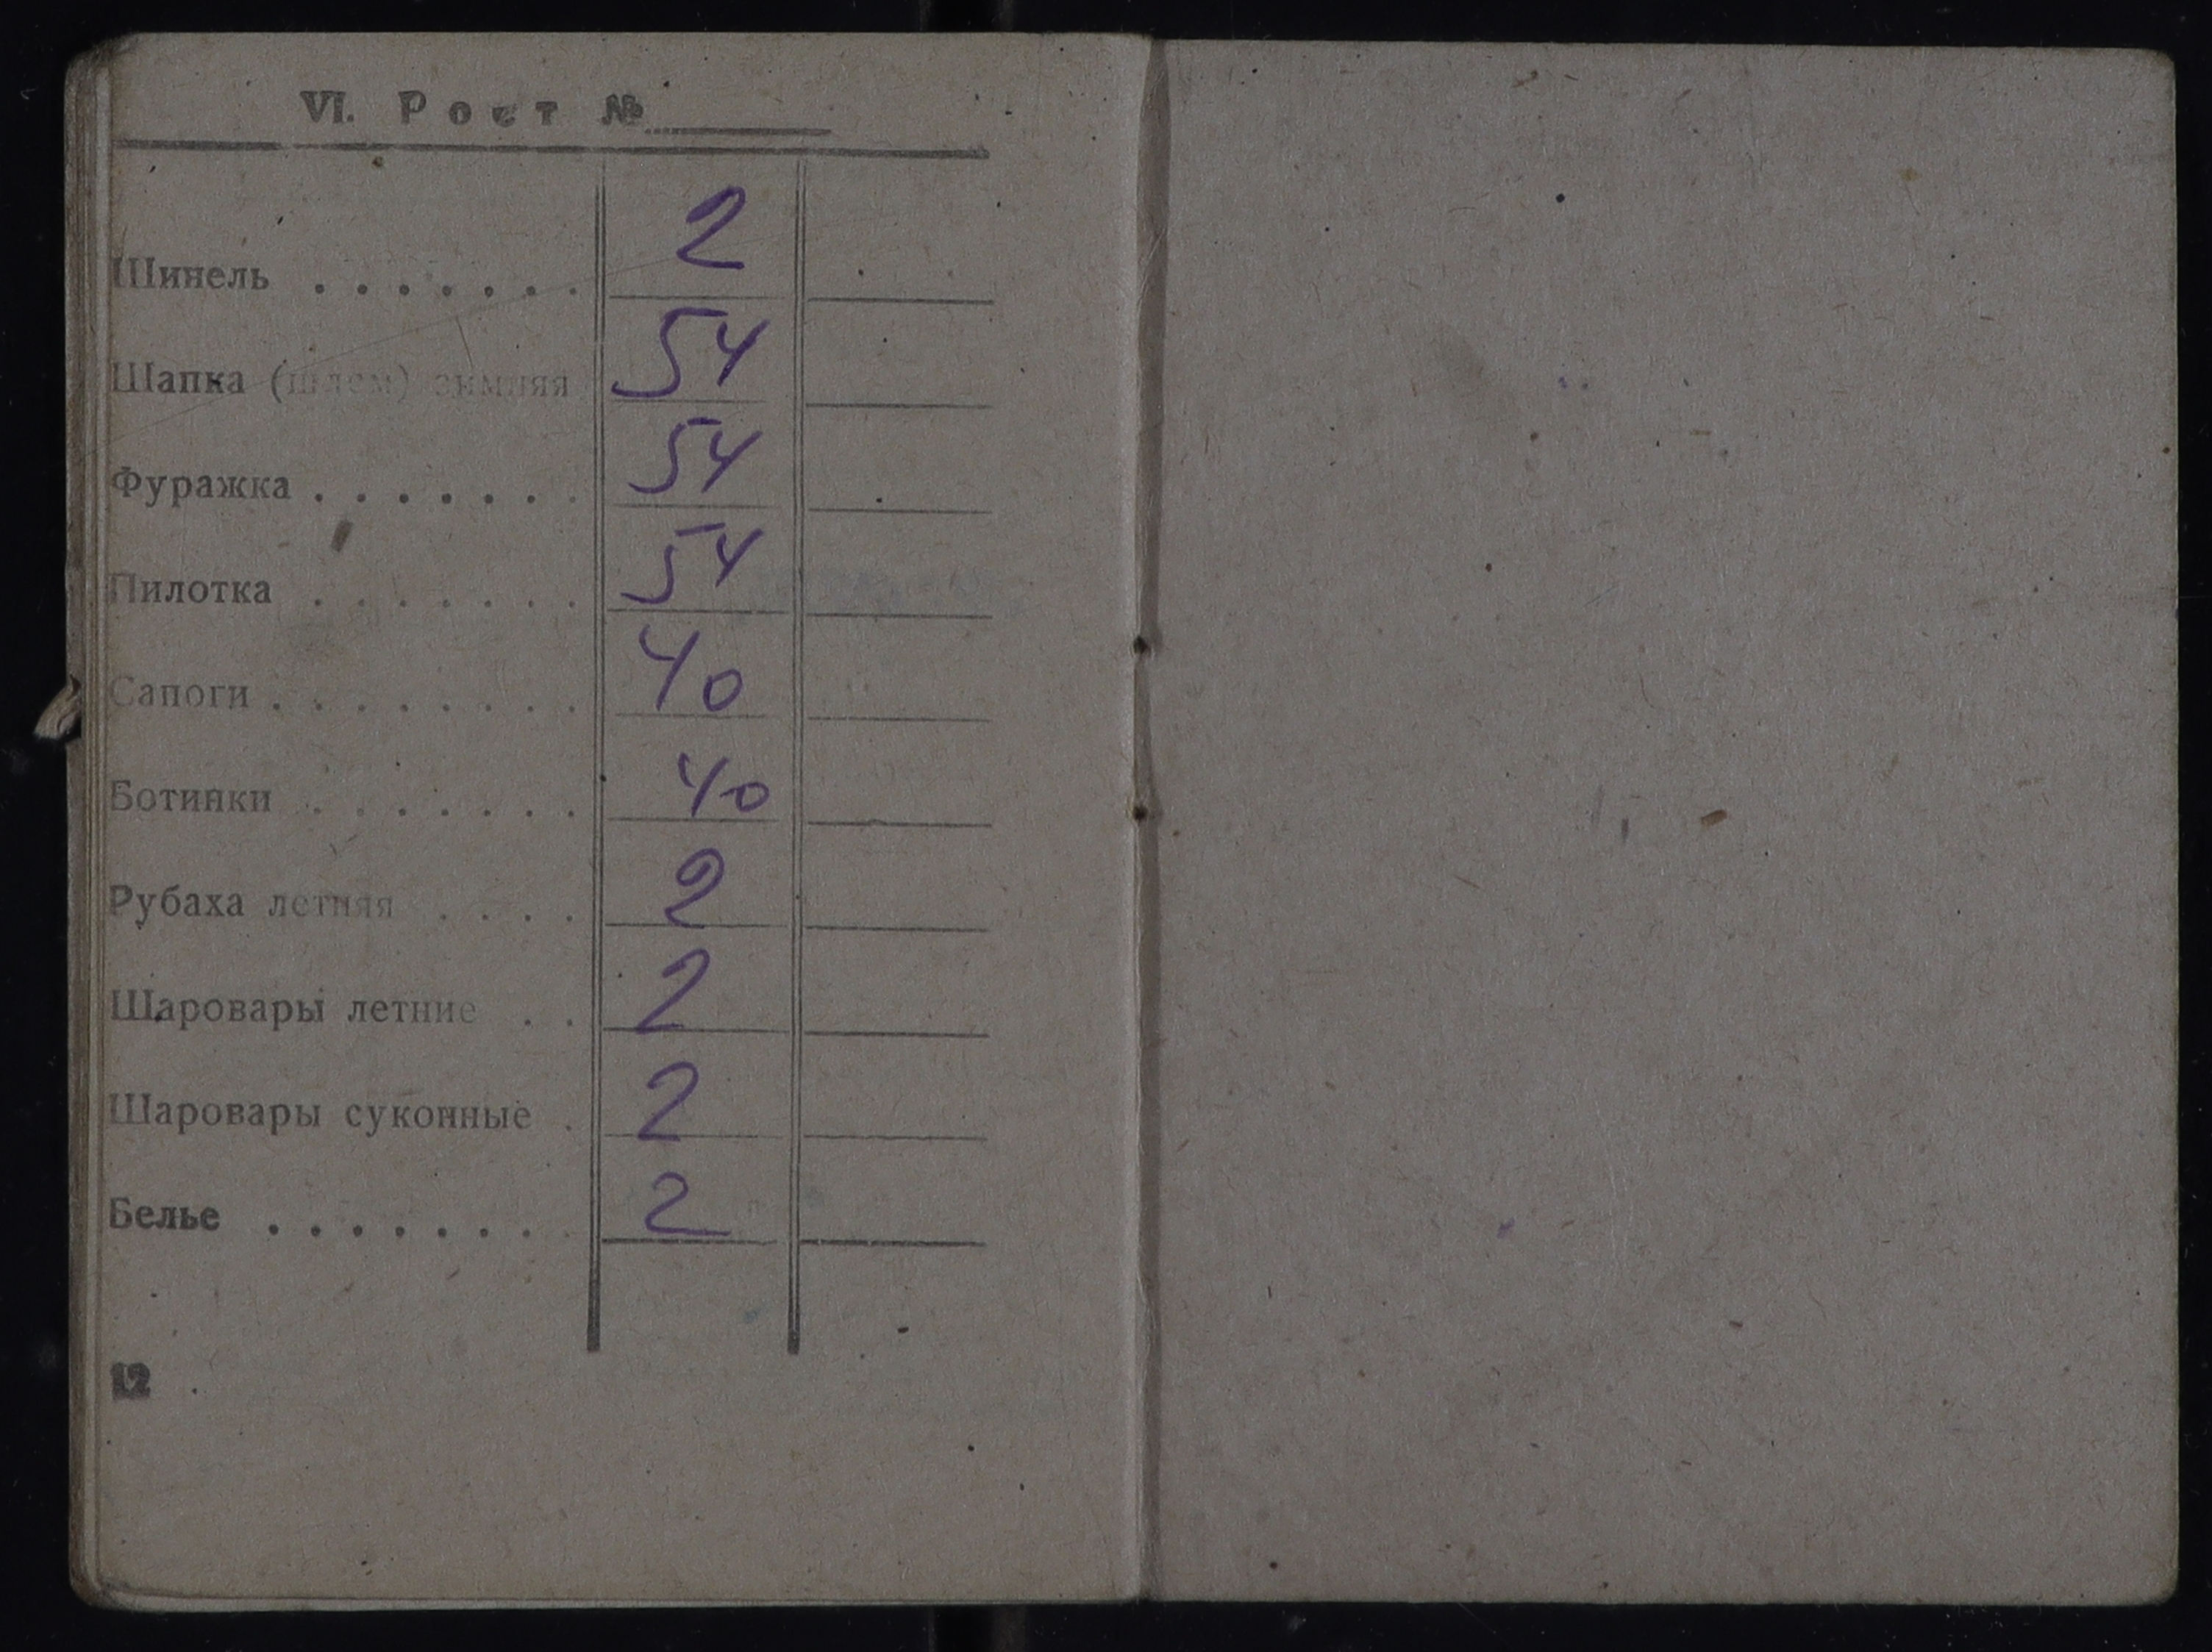 VI. Рост №
Шинель . . . . . . . 2
Шапка (шлем) зимняя 54
Фуражка . . . . . . . 54
Пилотка . . . . . . . 54
Сапоги . . . . . . . . 40
Ботинки . . . . . . . 40
Рубаха летняя . . . . 2
Шаровары летние . . 2
Шаровары суконные . 2
Белье . . . . . . . . 2
12